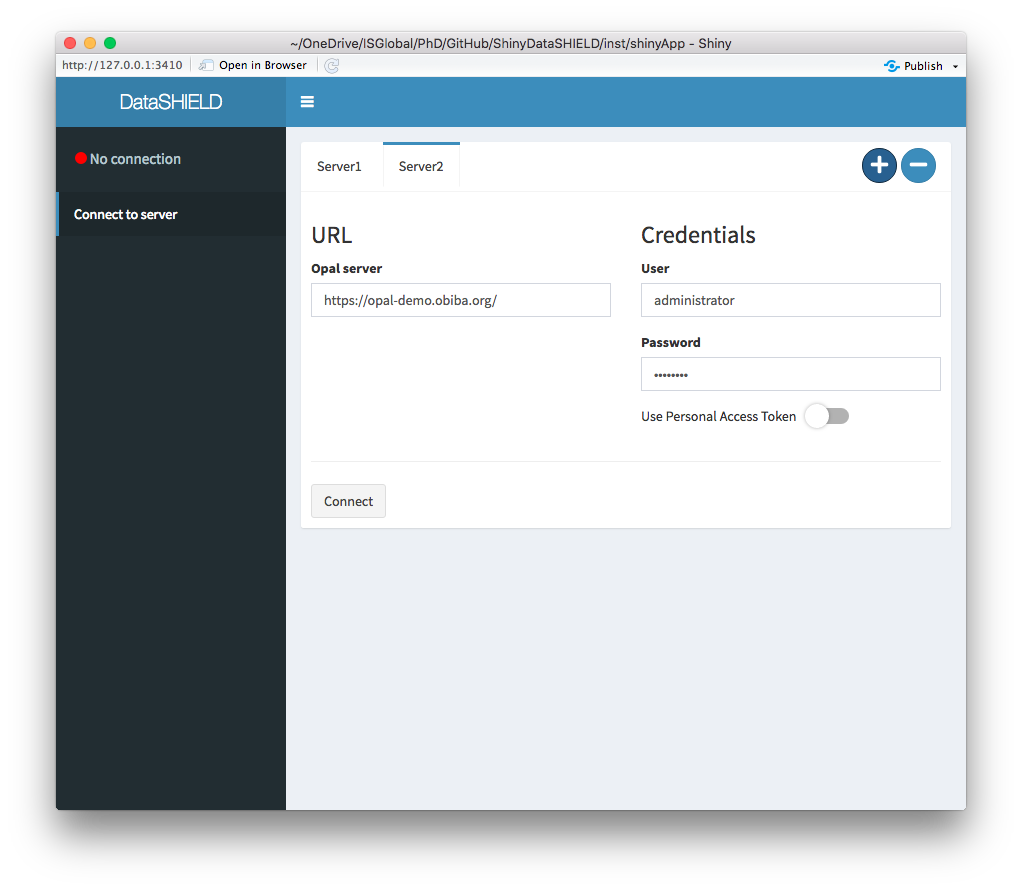 ~/OneDrive/ISGlobal/PhD/GitHub/ShinyDataSHIELD/inst/shinyApp - Shiny
http://127.0.0.1:3410 Open in Browser Publish
DataSHIELD
No connection
Connect to server
Server1 Server2
URL Credentials
Opal server User
https://opal-demo.obiba.org/ administrator
Password
••••••••
Use Personal Access Token
Connect